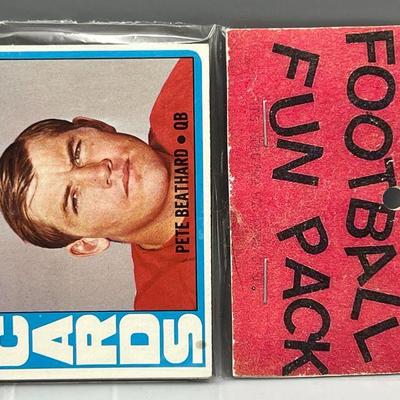 CARDS
PETE BEATHARD • QB
FOOTBALL
FUN PACK